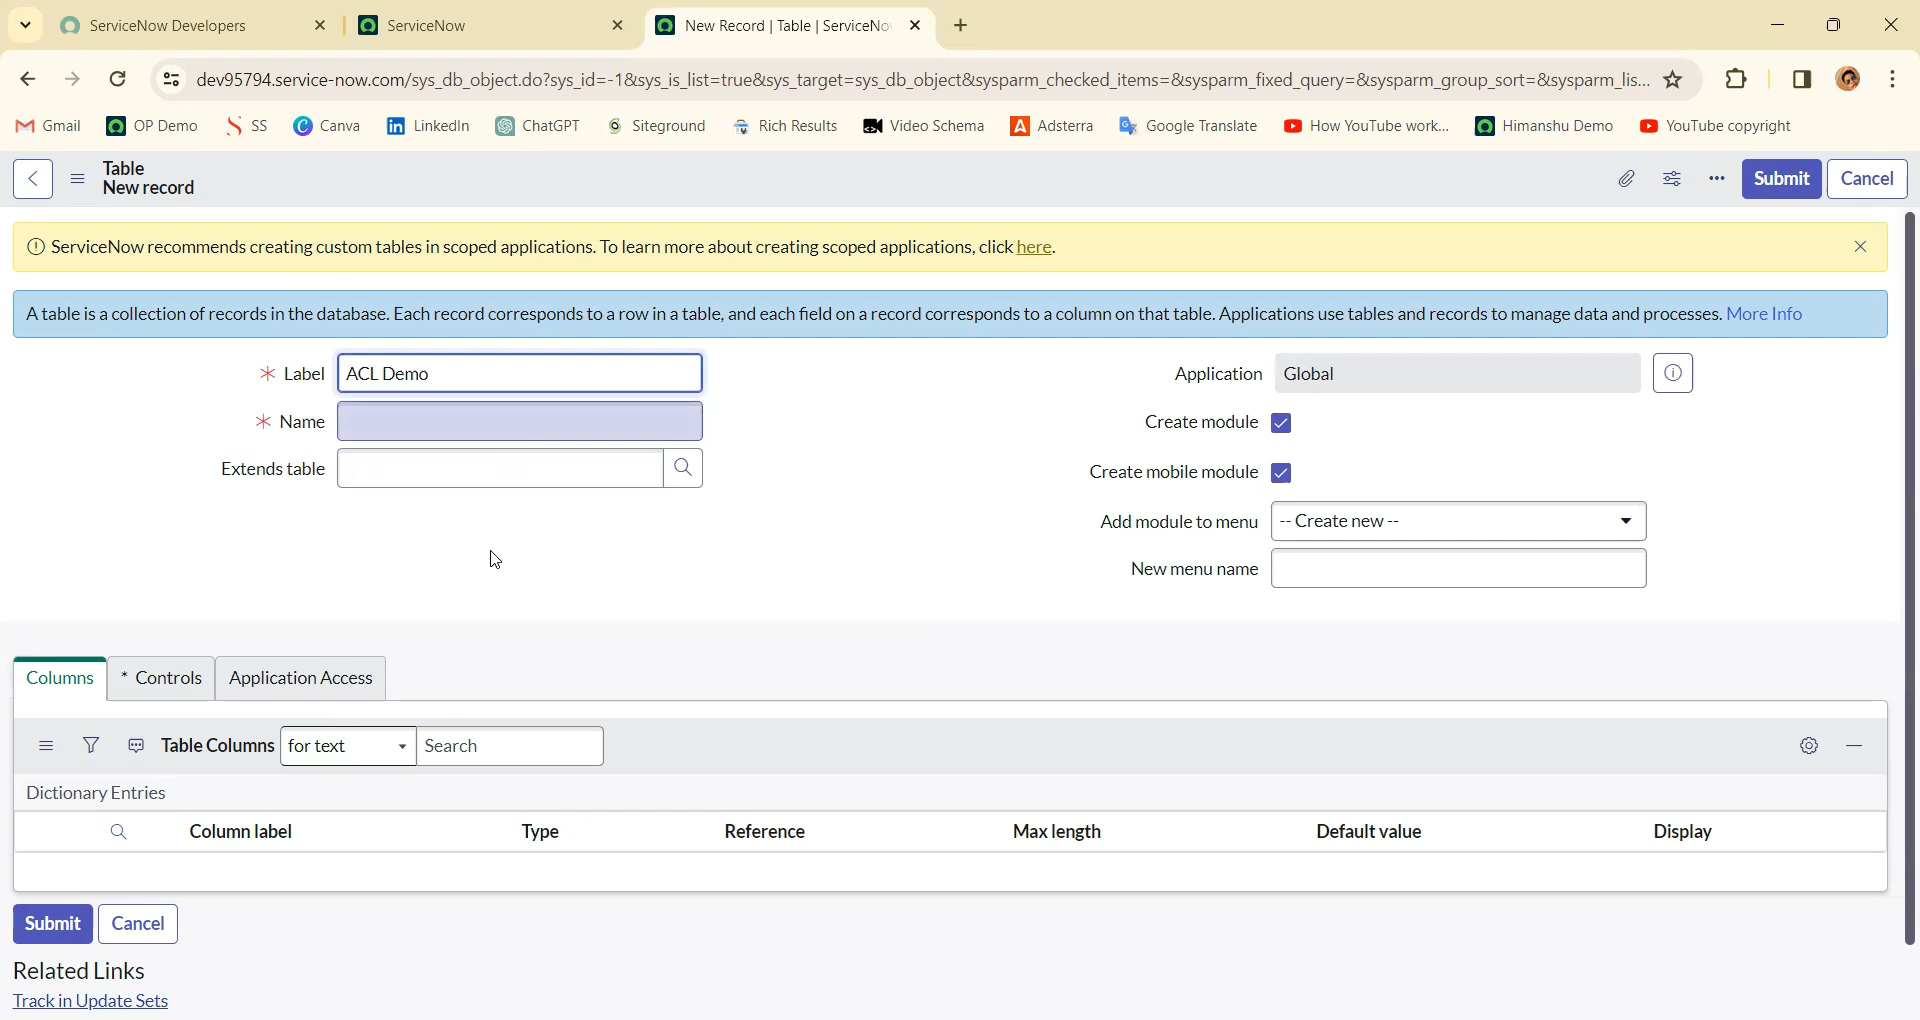 ServiceNow Developers
ServiceNow
New Record | Table | ServiceNo
dev95794.service-now.com/sys_db_object.do?sys_id=-1&sys_is_list=true&sys_target=sys_db_object&sysparm_checked_items=&sysparm_fixed_query=&sysparm_group_sort=&sysparm_lis...
Gmail
OP Demo
SS
Canva
LinkedIn
ChatGPT
Siteground
Rich Results
Video Schema
Adsterra
Google Translate
How YouTube work...
Himanshu Demo
YouTube copyright
Table
New record
Submit
Cancel
ServiceNow recommends creating custom tables in scoped applications. To learn more about creating scoped applications, click here.
A table is a collection of records in the database. Each record corresponds to a row in a table, and each field on a record corresponds to a column on that table. Applications use tables and records to manage data and processes. More Info
* Label ACL Demo
Application Global
* Name
Create module
Extends table
Create mobile module
Add module to menu -- Create new --
New menu name
Columns
* Controls
Application Access
Table Columns for text Search
Dictionary Entries
Column label Type Reference Max length Default value Display
Submit
Cancel
Related Links
Track in Update Sets